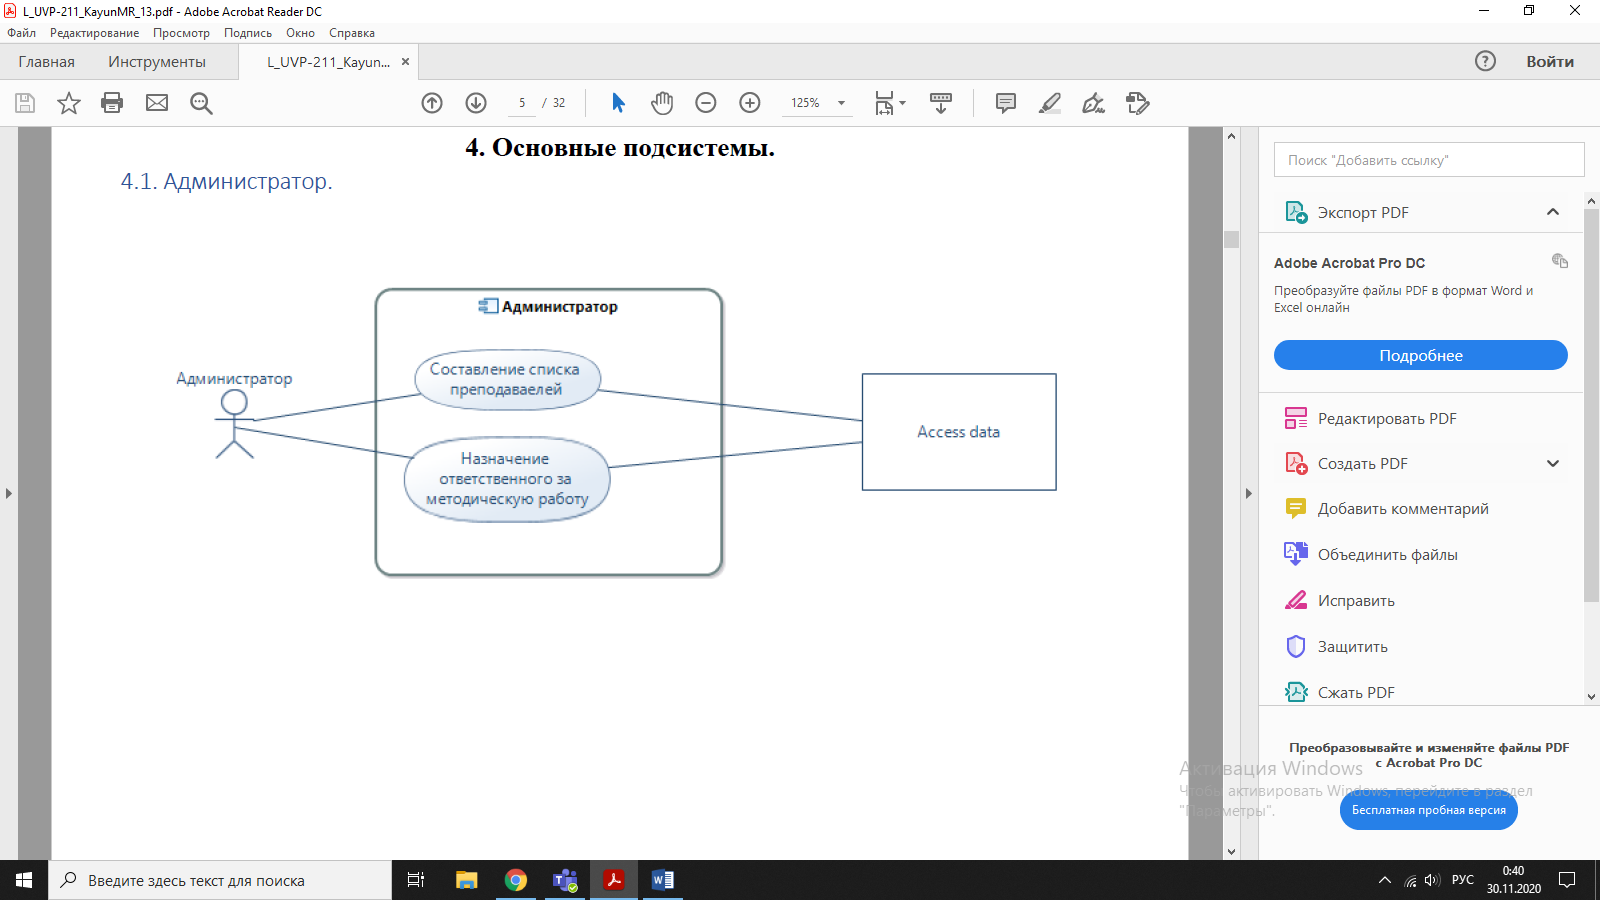 L_UVP-211_KayunMR_13.pdf - Adobe Acrobat Reader DC
Файл Редактирование Просмотр Подпись Окно Справка
Главная Инструменты L_UVP-211_Kayun... × Войти
5 / 32 125%
4. Основные подсистемы.
4.1. Администратор.
Администратор
Администратор
Составление списка
преподаваелей
Назначение
ответственного за
методическую работу
Access data
Поиск "Добавить ссылку"
Экспорт PDF
Adobe Acrobat Pro DC
Преобразуйте файлы PDF в формат Word и
Excel онлайн
Подробнее
Редактировать PDF
Создать PDF
Добавить комментарий
Объединить файлы
Исправить
Защитить
Сжать PDF
Преобразовывайте и изменяйте файлы PDF
с Acrobat Pro DC
Бесплатная пробная версия
Активация Windows
Чтобы активировать Windows, перейдите в раздел
"Параметры".
Введите здесь текст для поиска
РУС
0:40
30.11.2020